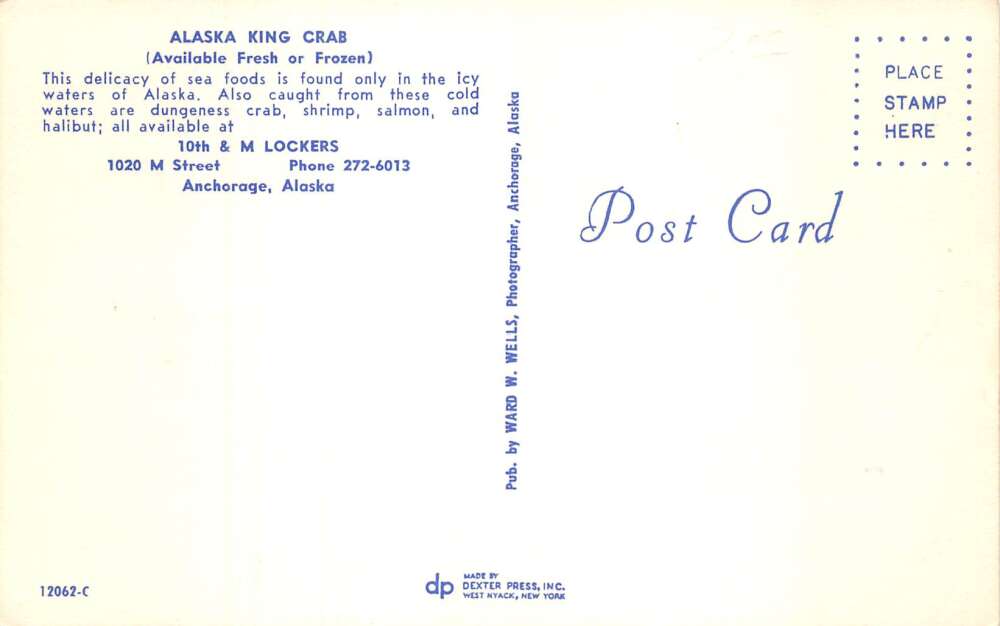 ALASKA KING CRAB
(Available Fresh or Frozen)
This delicacy of sea foods is found only in the icy
waters of Alaska. Also caught from these cold
waters are dungeness crab, shrimp, salmon, and
halibut; all available at
10th & M LOCKERS
1020 M Street Phone 272-6013
Anchorage, Alaska
12062-C
Pub. by WARD W. WELLS, Photographer, Anchorage, Alaska
dp
MADE BY
DEXTER PRESS, INC.
WEST NYACK, NEW YORK
PLACE
STAMP
HERE
Post Card